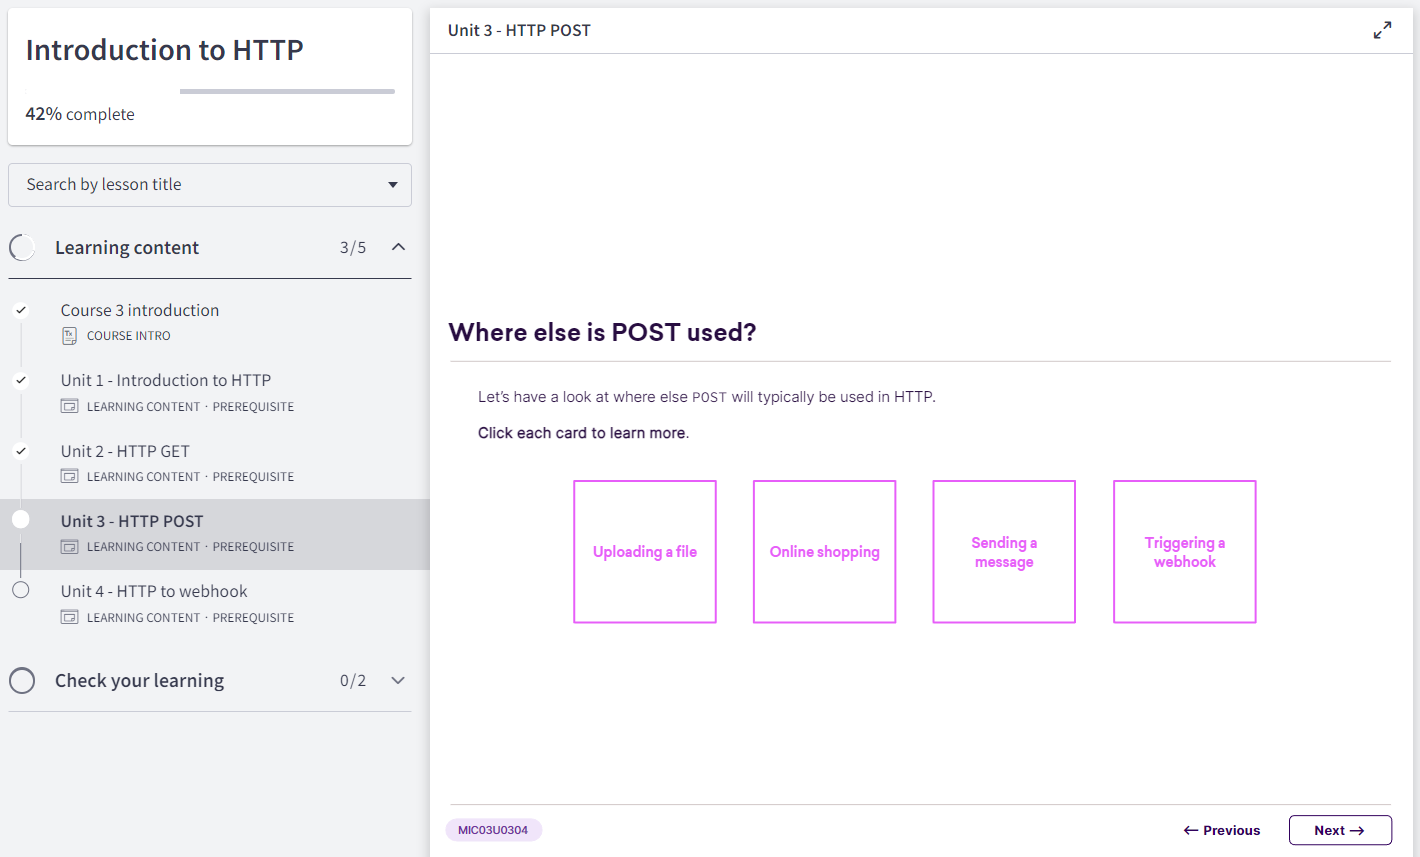 Introduction to HTTP
42% complete
Search by lesson title
Learning content 3/5
Course 3 introduction
COURSE INTRO
Unit 1 - Introduction to HTTP
LEARNING CONTENT · PREREQUISITE
Unit 2 - HTTP GET
LEARNING CONTENT · PREREQUISITE
Unit 3 - HTTP POST
LEARNING CONTENT · PREREQUISITE
Unit 4 - HTTP to webhook
LEARNING CONTENT · PREREQUISITE
Check your learning 0/2
Unit 3 - HTTP POST
Where else is POST used?
Let's have a look at where else POST will typically be used in HTTP.
Click each card to learn more.
Uploading a file
Online shopping
Sending a
message
Triggering a
webhook
MIC03U0304
← Previous
Next →